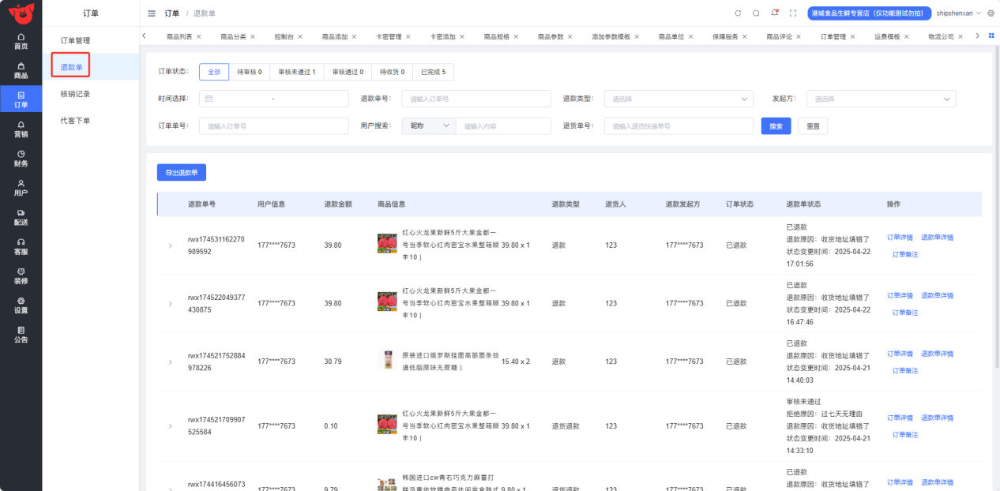 订单
订单 / 退款单
港城食品生鲜专营店（仅功能测试勿拍）
shipshenxan
首页
商品
订单
营销
财务
用户
配送
客服
装修
设置
公告
订单管理
退款单
核销记录
代客下单
商品列表 × 商品分类 × 控制台 × 商品添加 × 卡密管理 × 卡密添加 × 商品规格 × 商品参数 × 添加参数模板 × 商品单位 × 保障服务 × 商品评论 × 订单管理 × 运费模板 × 物流公司 ×
订单状态： 全部 待审核 0 审核未通过 1 审核通过 0 待收货 0 已完成 5
时间选择： - 退款单号： 请输入订单号 退款类型： 请选择 发起方： 请选择
订单单号： 请输入订单号 用户搜索： 昵称 请输入内容 退货单号： 请输入退货快递单号 搜索 重置
导出退款单
退款单号 用户信息 退款金额 商品信息 退款类型 退货人 退款发起方 订单状态 退款单状态 操作
rwx174531162270
989592
177****7673
39.80
红心火龙果新鲜5斤大果金都一
号当季软心红肉密宝水果整箱顺
丰10 |
39.80 x 1
退款
123
177****7673
已退款
已退款
退款原因：收货地址填错了
状态变更时间：2025-04-22
17:01:56
订单详情 退款单详情
订单备注
rwx174522049377
430875
177****7673
39.80
红心火龙果新鲜5斤大果金都一
号当季软心红肉密宝水果整箱顺
丰10 |
39.80 x 1
退款
123
177****7673
已退款
已退款
退款原因：收货地址填错了
状态变更时间：2025-04-22
16:47:46
订单详情 退款单详情
订单备注
rwx174521752884
978226
177****7673
30.79
原装进口俄罗斯挂面高筋面条劲
道低脂原味无蔗糖 |
15.40 x 2
退款
123
177****7673
已退款
已退款
退款原因：收货地址填错了
状态变更时间：2025-04-21
14:40:03
订单详情 退款单详情
订单备注
rwx174521709907
525584
177****7673
0.10
红心火龙果新鲜5斤大果金都一
号当季软心红肉密宝水果整箱顺
丰10 |
39.80 x 1
退货退款
123
177****7673
已退款
审核未通过
拒绝原因：过七天无理由
退款原因：收货地址填错了
状态变更时间：2025-04-21
14:33:10
订单详情 退款单详情
订单备注
rwx174416456073
177****7673
9.79
韩国进口cw青右巧克力麻薯打
9.80 x 1
退货退款
123
177****7673
已退款
已退款
退款原因：收货地址填错了
订单详情 退款单详情